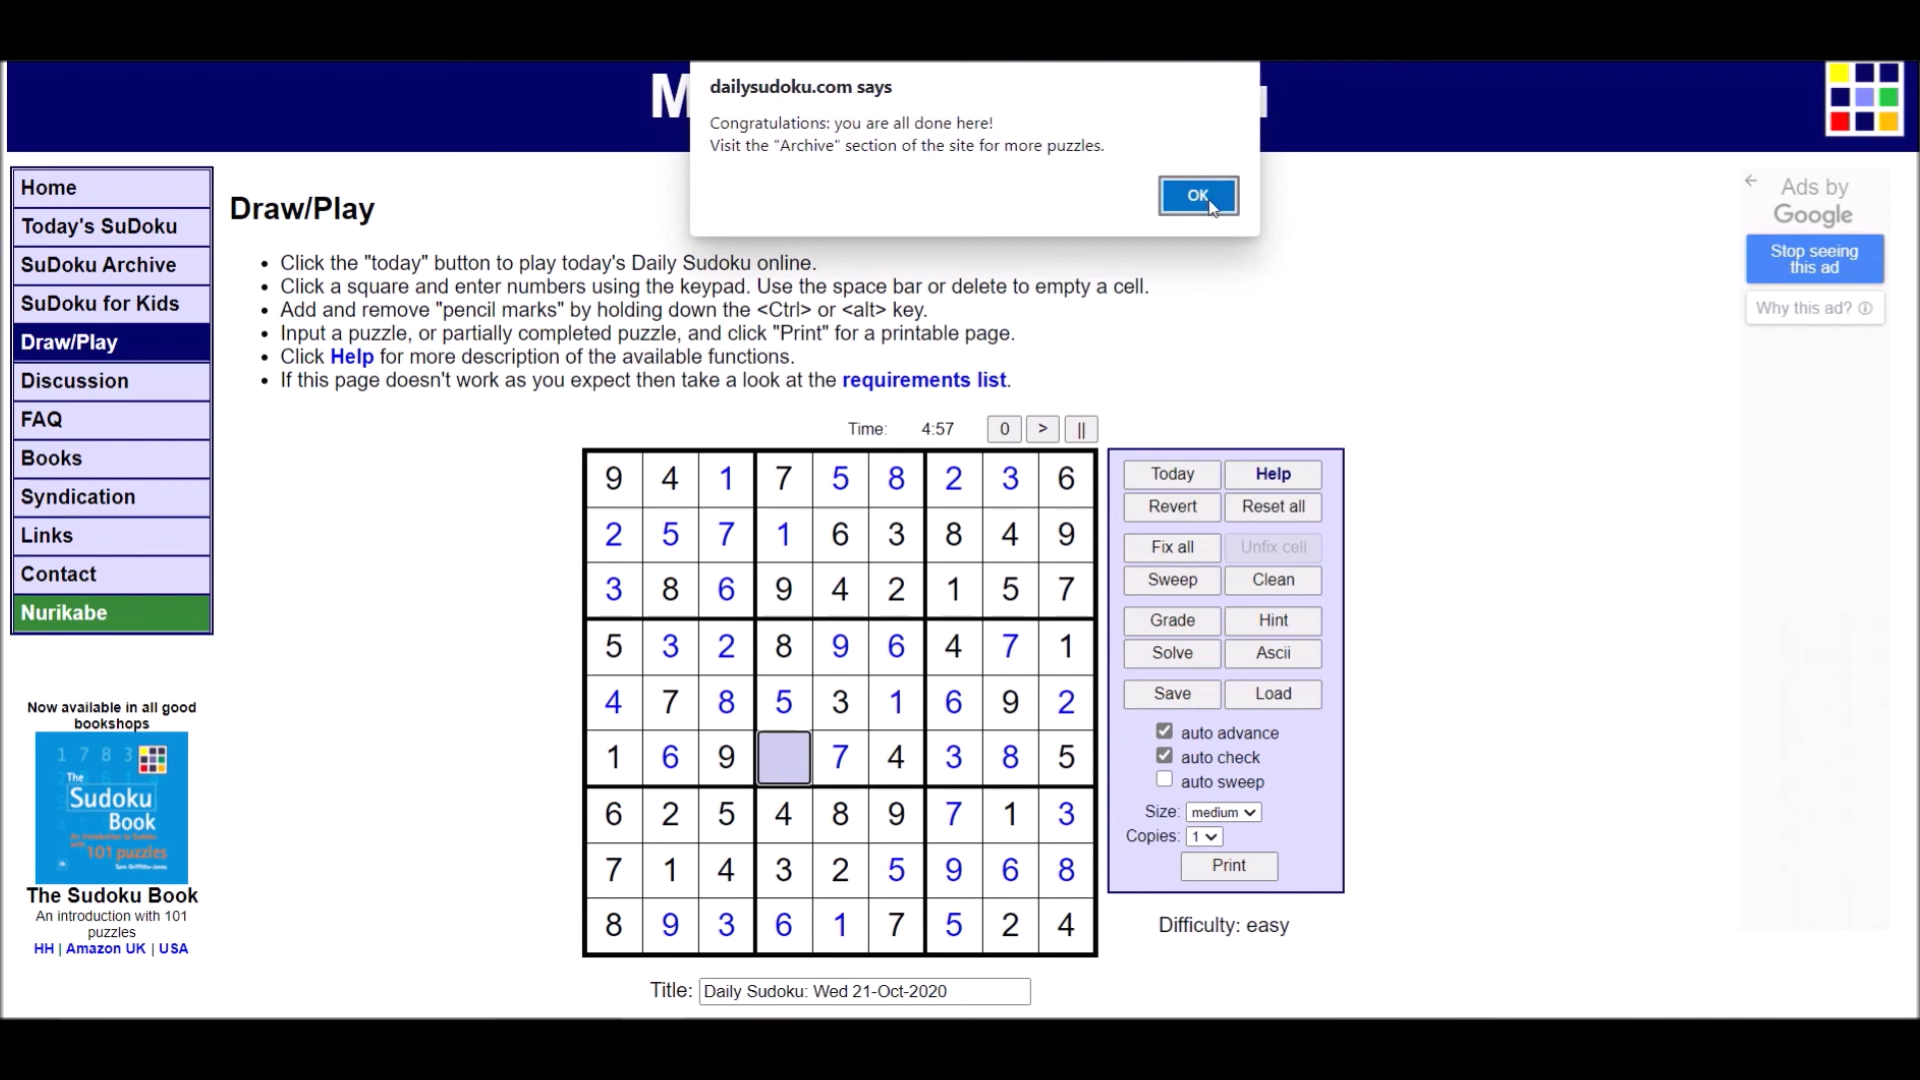 M
dailysudoku.com says
Congratulations: you are all done here!
Visit the "Archive" section of the site for more puzzles.
OK
Home
Today's SuDoku
SuDoku Archive
SuDoku for Kids
Draw/Play
Discussion
FAQ
Books
Syndication
Links
Contact
Nurikabe
Now available in all good
bookshops
1 7 8 3
The
Sudoku
Book
101 puzzles
The Sudoku Book
An introduction with 101
puzzles
HH | Amazon UK | USA
Draw/Play
• Click the "today" button to play today's Daily Sudoku online.
• Click a square and enter numbers using the keypad. Use the space bar or delete to empty a cell.
• Add and remove "pencil marks" by holding down the <Ctrl> or <alt> key.
• Input a puzzle, or partially completed puzzle, and click "Print" for a printable page.
• Click Help for more description of the available functions.
• If this page doesn't work as you expect then take a look at the requirements list.
Time: 4:57 0 > ||
9 4 1 7 5 8 2 3 6
2 5 7 1 6 3 8 4 9
3 8 6 9 4 2 1 5 7
5 3 2 8 9 6 4 7 1
4 7 8 5 3 1 6 9 2
1 6 9 7 4 3 8 5
6 2 5 4 8 9 7 1 3
7 1 4 3 2 5 9 6 8
8 9 3 6 1 7 5 2 4
Title: Daily Sudoku: Wed 21-Oct-2020
Today Help
Revert Reset all
Fix all Unfix cell
Sweep Clean
Grade Hint
Solve Ascii
Save Load
auto advance
auto check
auto sweep
Size: medium
Copies: 1
Print
Difficulty: easy
Ads by
Google
Stop seeing
this ad
Why this ad?